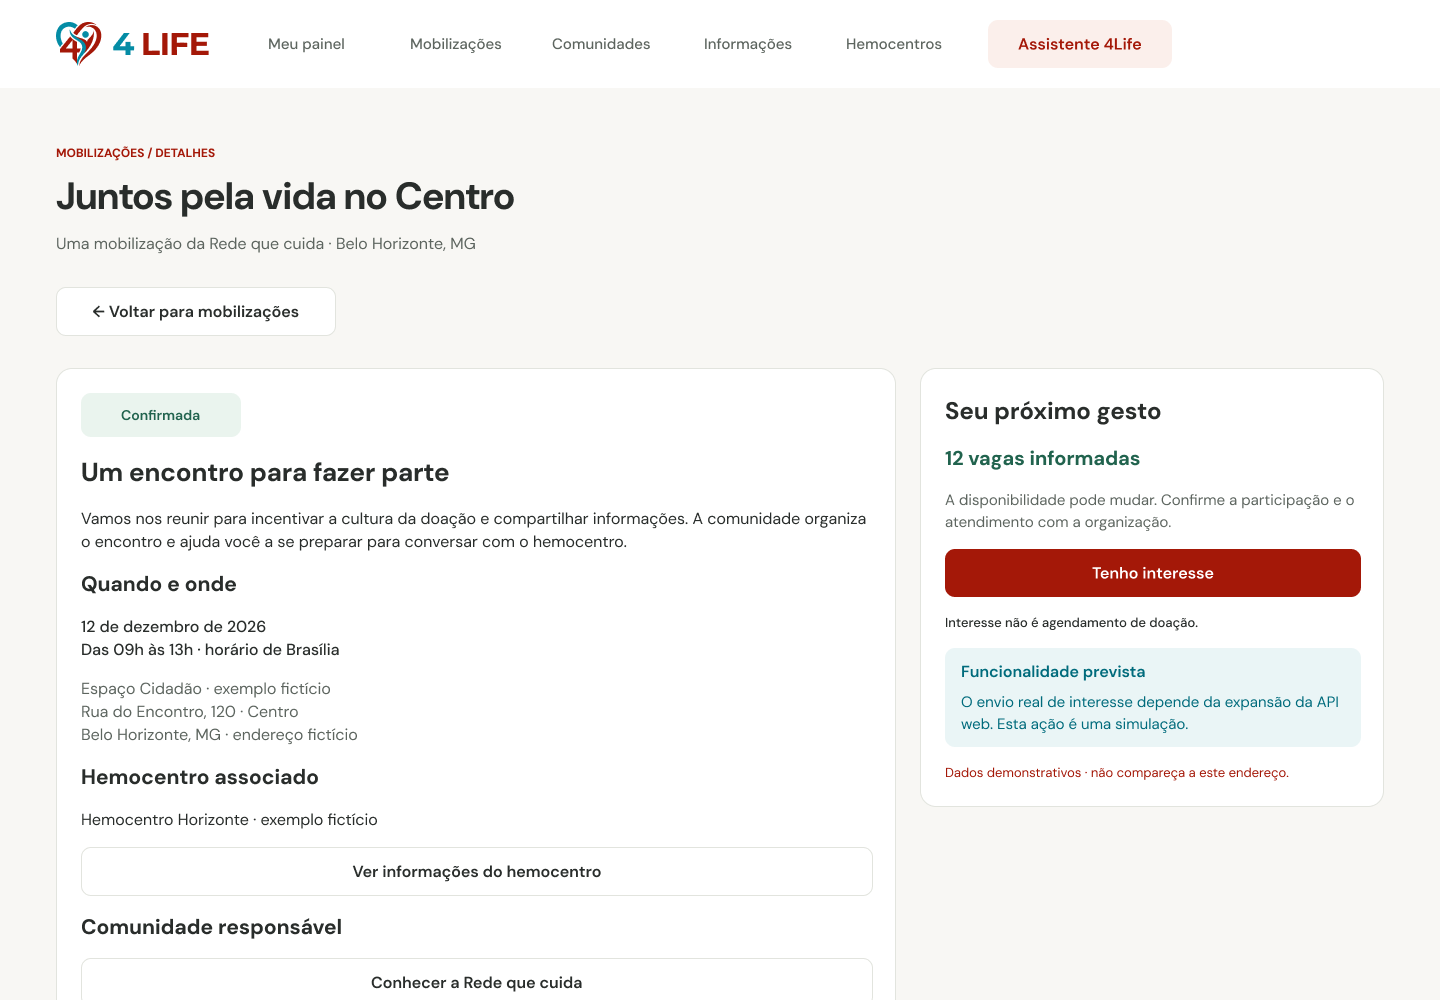 4 LIFE
Meu painel
Mobilizações
Comunidades
Informações
Hemocentros
Assistente 4Life
MOBILIZAÇÕES / DETALHES
Juntos pela vida no Centro
Uma mobilização da Rede que cuida · Belo Horizonte, MG
← Voltar para mobilizações
Confirmada
Um encontro para fazer parte
Vamos nos reunir para incentivar a cultura da doação e compartilhar informações. A comunidade organiza
o encontro e ajuda você a se preparar para conversar com o hemocentro.
Quando e onde
12 de dezembro de 2026
Das 09h às 13h · horário de Brasília
Espaço Cidadão · exemplo fictício
Rua do Encontro, 120 · Centro
Belo Horizonte, MG · endereço fictício
Hemocentro associado
Hemocentro Horizonte · exemplo fictício
Ver informações do hemocentro
Comunidade responsável
Conhecer a Rede que cuida
Seu próximo gesto
12 vagas informadas
A disponibilidade pode mudar. Confirme a participação e o
atendimento com a organização.
Tenho interesse
Interesse não é agendamento de doação.
Funcionalidade prevista
O envio real de interesse depende da expansão da API
web. Esta ação é uma simulação.
Dados demonstrativos · não compareça a este endereço.